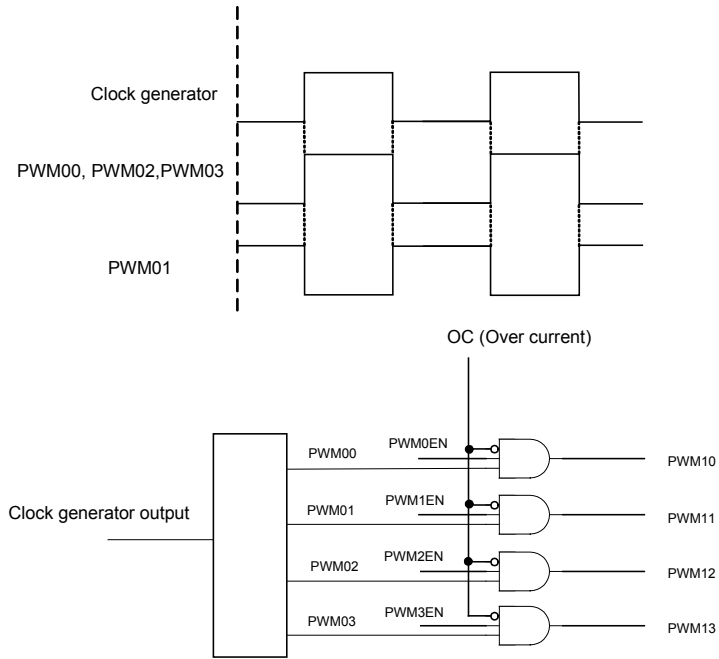 Clock generator
PWM00, PWM02,PWM03
PWM01
OC (Over current)
PWM00
PWM0EN
PWM10
Clock generator output
PWM01
PWM1EN
PWM11
PWM02
PWM2EN
PWM12
PWM03
PWM3EN
PWM13